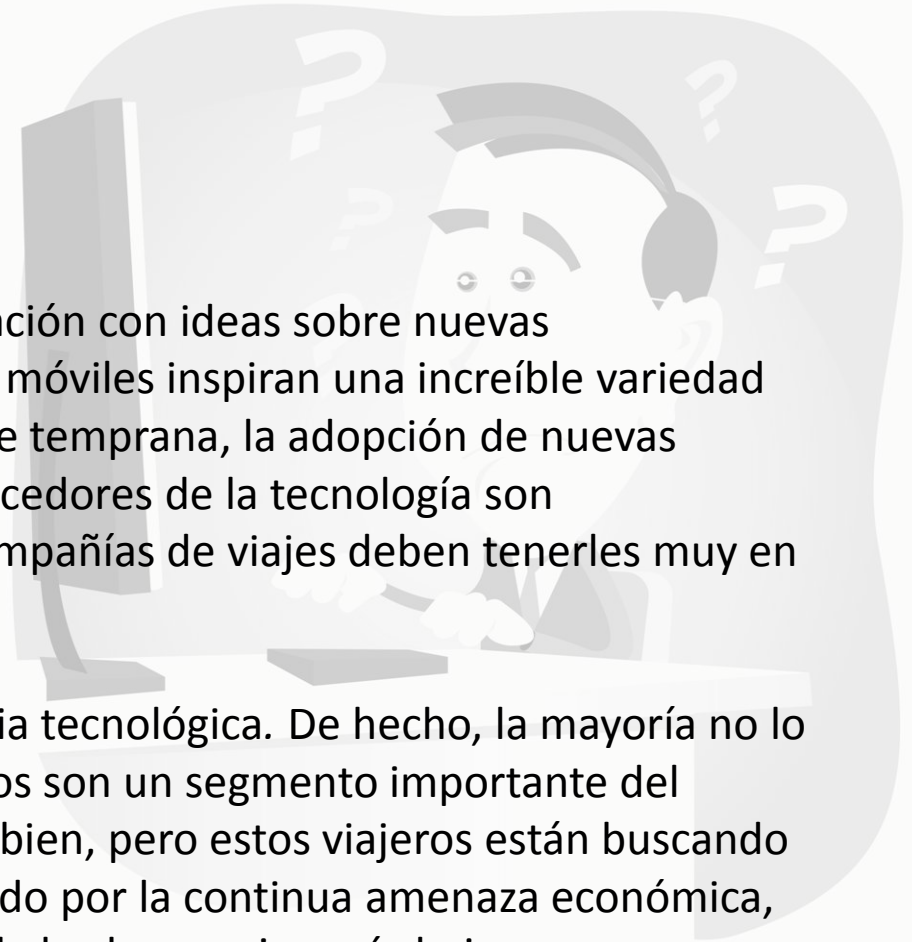 ación con ideas sobre nuevas
móviles inspiran una increíble variedad
e temprana, la adopción de nuevas
cedores de la tecnología son
mpañías de viajes deben tenerles muy en
ia tecnológica. De hecho, la mayoría no lo
os son un segmento importante del
bien, pero estos viajeros están buscando
do por la continua amenaza económica,